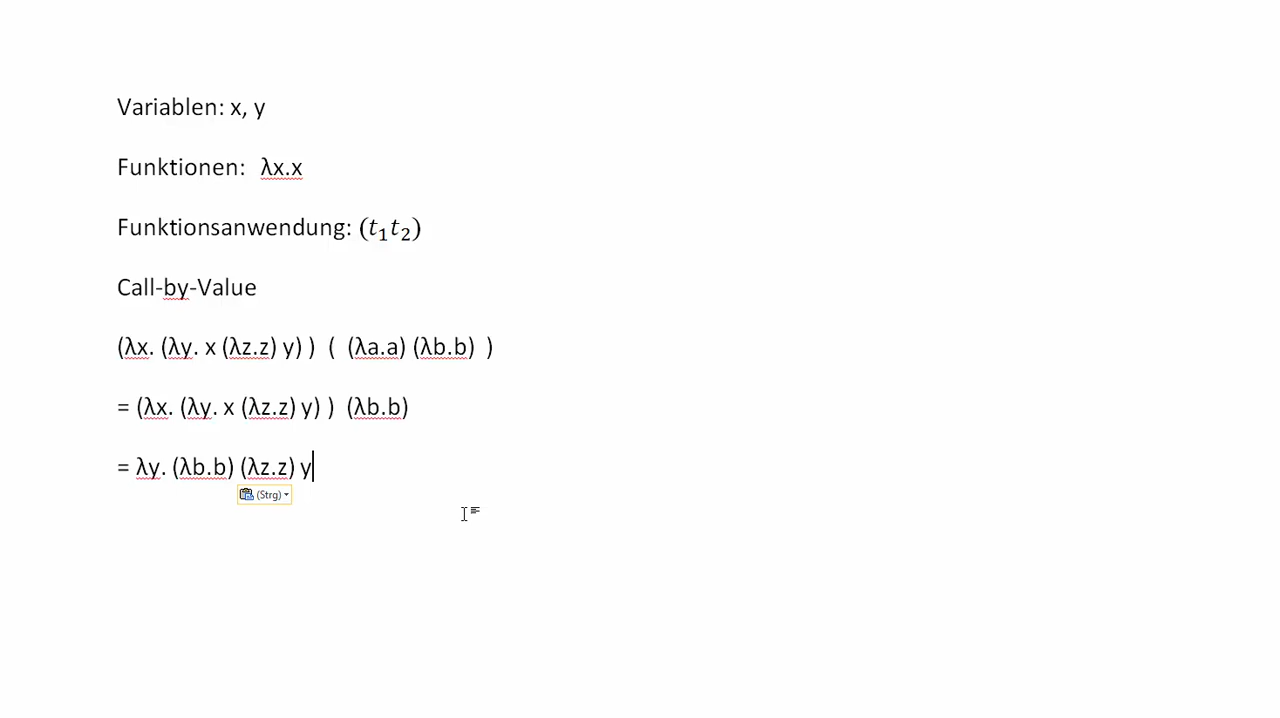 Variablen: x, y
Funktionen: λx.x
Funktionsanwendung: (t₁t₂)
Call-by-Value
(λx. (λy. x (λz.z) y) ) ( (λa.a) (λb.b) )
= (λx. (λy. x (λz.z) y) ) (λb.b)
= λy. (λb.b) (λz.z) y
(Strg)